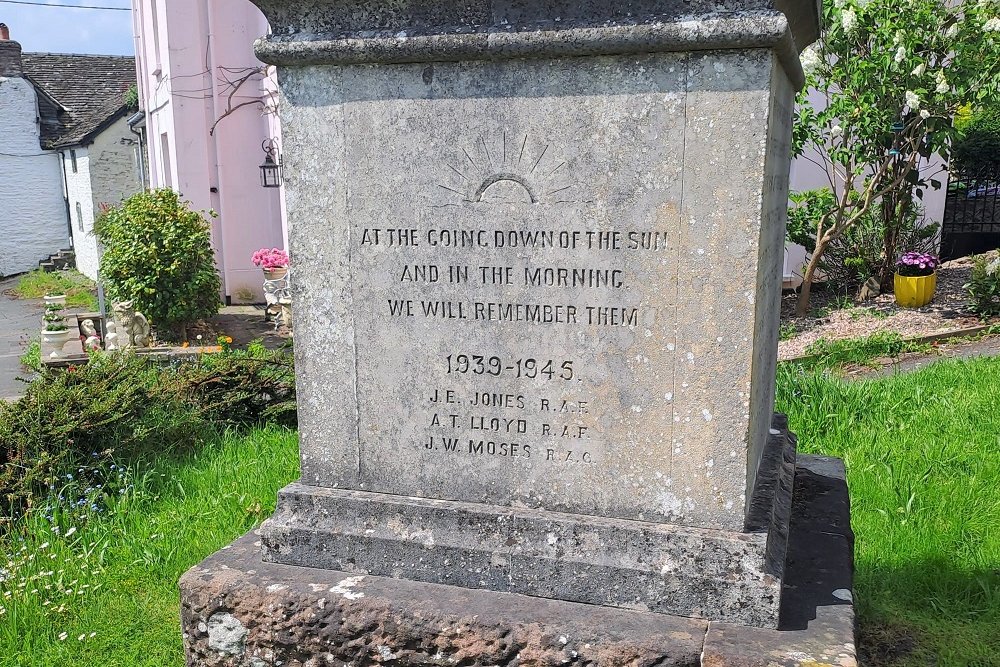 AT THE GOING DOWN OF THE SUN
AND IN THE MORNING.
WE WILL REMEMBER THEM
1939-1945.
J.E. JONES R.A.F.
A.T. LLOYD R.A.F.
J.W. MOSES R.A.C.